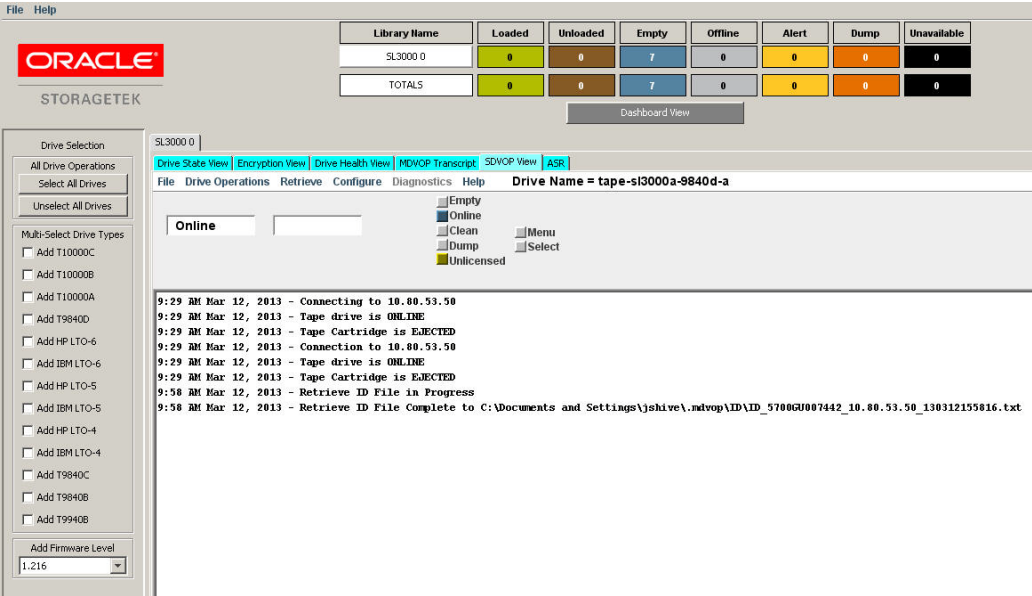 File Help
Library Name Loaded Unloaded Empty Offline Alert Dump Unavailable
SL3000 0 0 0 7 0 0 0 0
TOTALS 0 0 7 0 0 0 0
Dashboard View
ORACLE
STORAGETEK
Drive Selection
All Drive Operations
Select All Drives
Unselect All Drives
Multi-Select Drive Types
Add T10000C
Add T10000B
Add T10000A
Add T9840D
Add HP LTO-6
Add IBM LTO-6
Add HP LTO-5
Add IBM LTO-5
Add HP LTO-4
Add IBM LTO-4
Add T9840C
Add T9840B
Add T9940B
Add Firmware Level
1.216
SL3000 0
Drive State View Encryption View Drive Health View MDVOP Transcript SDVOP View ASR
File Drive Operations Retrieve Configure Diagnostics Help Drive Name = tape-sl3000a-9840d-a
Online
Empty
Online
Clean
Dump
Unlicensed
Menu
Select
9:29 AM Mar 12, 2013 - Connecting to 10.80.53.50
9:29 AM Mar 12, 2013 - Tape drive is ONLINE
9:29 AM Mar 12, 2013 - Tape Cartridge is EJECTED
9:29 AM Mar 12, 2013 - Connection to 10.80.53.50
9:29 AM Mar 12, 2013 - Tape drive is ONLINE
9:29 AM Mar 12, 2013 - Tape Cartridge is EJECTED
9:58 AM Mar 12, 2013 - Retrieve ID File in Progress
9:58 AM Mar 12, 2013 - Retrieve ID File Complete to C:\Documents and Settings\jshive\.mdvop\ID\ID_5700GU007442_10.80.53.50_130312155816.txt